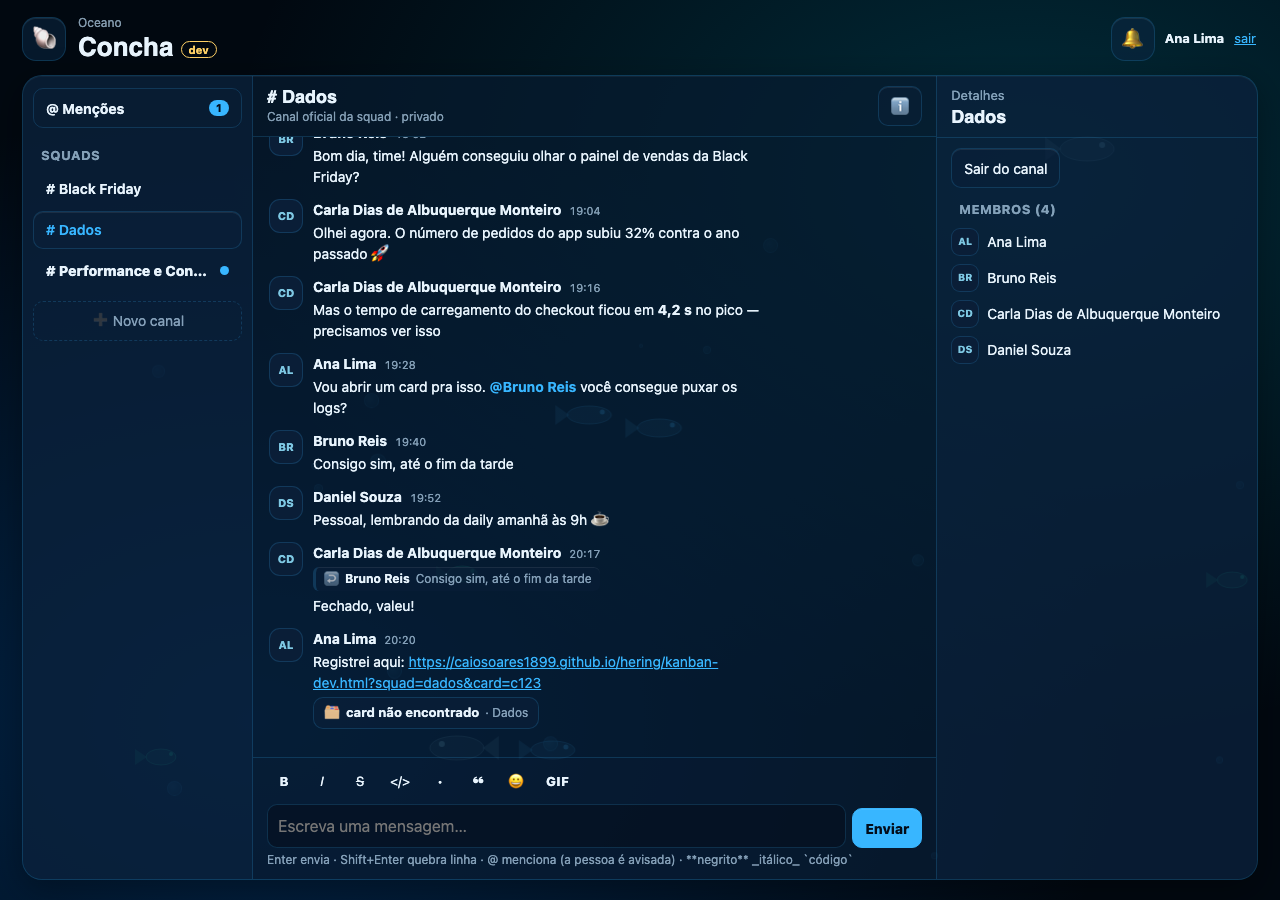 Oceano
Concha dev
Ana Lima sair
@ Menções 1
SQUADS
# Black Friday
# Dados
# Performance e Con...
➕ Novo canal
# Dados
Canal oficial da squad · privado
BR
Bom dia, time! Alguém conseguiu olhar o painel de vendas da Black
Friday?
CD Carla Dias de Albuquerque Monteiro 19:04
Olhei agora. O número de pedidos do app subiu 32% contra o ano
passado 🚀
CD Carla Dias de Albuquerque Monteiro 19:16
Mas o tempo de carregamento do checkout ficou em 4,2 s no pico —
precisamos ver isso
AL Ana Lima 19:28
Vou abrir um card pra isso. @Bruno Reis você consegue puxar os
logs?
BR Bruno Reis 19:40
Consigo sim, até o fim da tarde
DS Daniel Souza 19:52
Pessoal, lembrando da daily amanhã às 9h ☕
CD Carla Dias de Albuquerque Monteiro 20:17
Bruno Reis Consigo sim, até o fim da tarde
Fechado, valeu!
AL Ana Lima 20:20
Registrei aqui: https://caiosoares1899.github.io/hering/kanban-
dev.html?squad=dados&card=c123
card não encontrado · Dados
B I S </> • ❝ 😀 GIF
Escreva uma mensagem...
Enviar
Enter envia · Shift+Enter quebra linha · @ menciona (a pessoa é avisada) · **negrito** _itálico_ `código`
Detalhes
Dados
Sair do canal
MEMBROS (4)
AL Ana Lima
BR Bruno Reis
CD Carla Dias de Albuquerque Monteiro
DS Daniel Souza